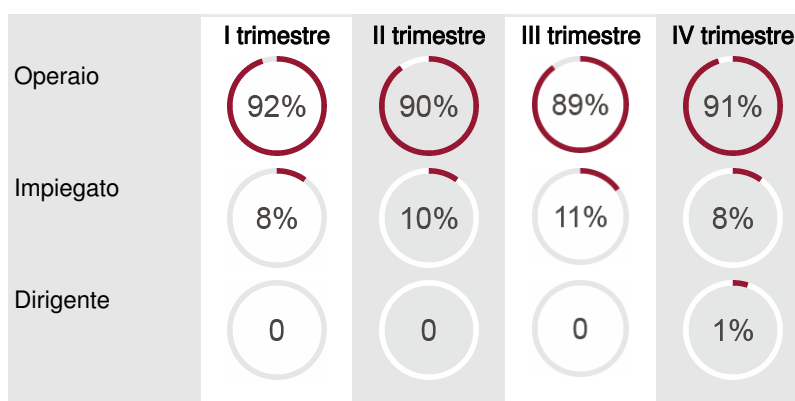 I trimestre II trimestre III trimestre IV trimestre
Operaio 92% 90% 89% 91%
Impiegato 8% 10% 11% 8%
Dirigente 0 0 0 1%